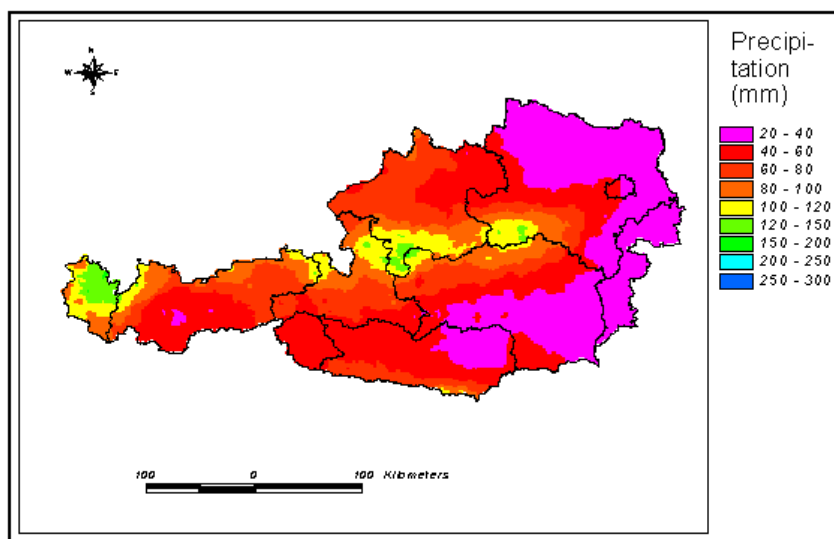 N
W E
S
Precipi-
tation
(mm)
20 - 40
40 - 60
60 - 80
80 - 100
100 - 120
120 - 150
150 - 200
200 - 250
250 - 300
100 0 100 Kilometers